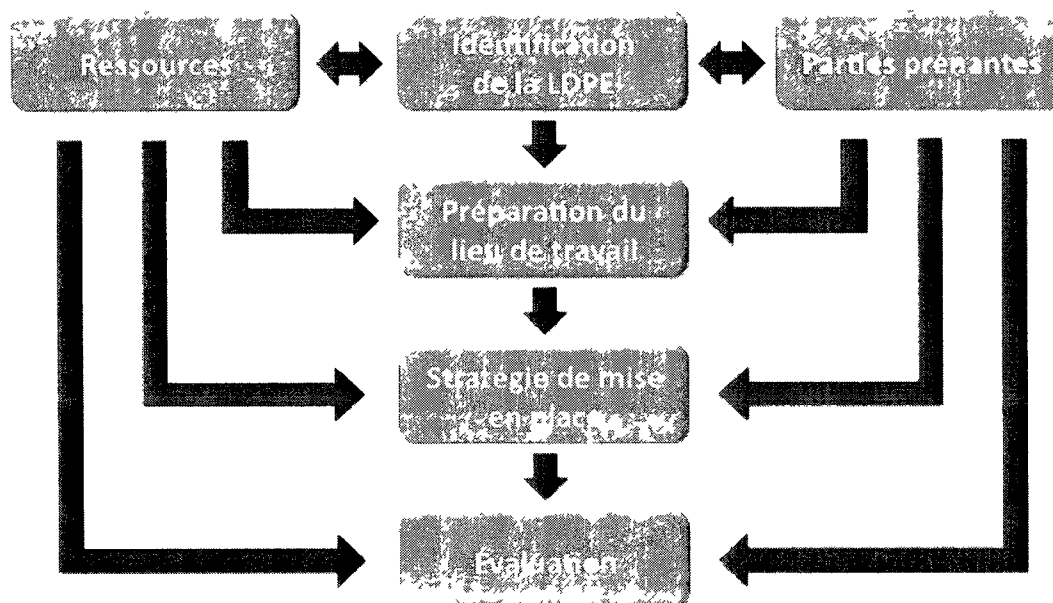 Ressources
Identification
de la LDPE
Parties prenantes
Préparation du
lieu de travail
Stratégie de mise
en place
Évaluation